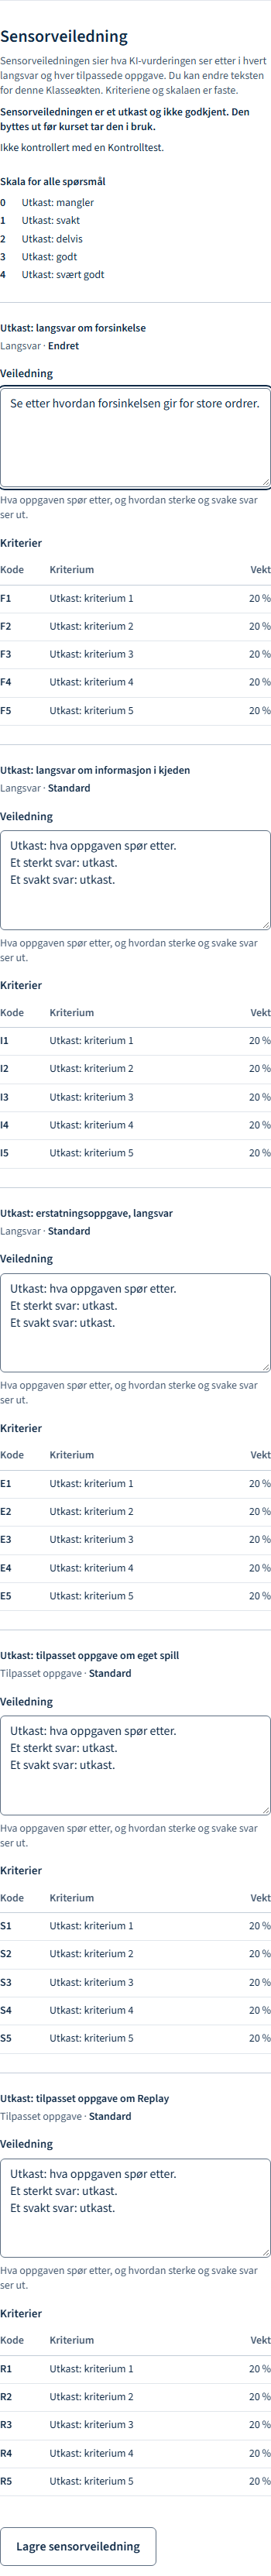 Sensorveiledning
Sensorveiledningen sier hva KI-vurderingen ser etter i hvert
langsvar og hver tilpassede oppgave. Du kan endre teksten
for denne Klasseøkten. Kriteriene og skalaen er faste.
Sensorveiledningen er et utkast og ikke godkjent. Den
byttes ut før kurset tar den i bruk.
Ikke kontrollert med en Kontrolltest.
Skala for alle spørsmål
0 Utkast: mangler
1 Utkast: svakt
2 Utkast: delvis
3 Utkast: godt
4 Utkast: svært godt
Utkast: langsvar om forsinkelse
Langsvar · Endret
Veiledning
Se etter hvordan forsinkelsen gir for store ordrer.
Hva oppgaven spør etter, og hvordan sterke og svake svar
ser ut.
Kriterier
Kode Kriterium Vekt
F1 Utkast: kriterium 1 20 %
F2 Utkast: kriterium 2 20 %
F3 Utkast: kriterium 3 20 %
F4 Utkast: kriterium 4 20 %
F5 Utkast: kriterium 5 20 %
Utkast: langsvar om informasjon i kjeden
Langsvar · Standard
Veiledning
Utkast: hva oppgaven spør etter.
Et sterkt svar: utkast.
Et svakt svar: utkast.
Hva oppgaven spør etter, og hvordan sterke og svake svar
ser ut.
Kriterier
Kode Kriterium Vekt
I1 Utkast: kriterium 1 20 %
I2 Utkast: kriterium 2 20 %
I3 Utkast: kriterium 3 20 %
I4 Utkast: kriterium 4 20 %
I5 Utkast: kriterium 5 20 %
Utkast: erstatningsoppgave, langsvar
Langsvar · Standard
Veiledning
Utkast: hva oppgaven spør etter.
Et sterkt svar: utkast.
Et svakt svar: utkast.
Hva oppgaven spør etter, og hvordan sterke og svake svar
ser ut.
Kriterier
Kode Kriterium Vekt
E1 Utkast: kriterium 1 20 %
E2 Utkast: kriterium 2 20 %
E3 Utkast: kriterium 3 20 %
E4 Utkast: kriterium 4 20 %
E5 Utkast: kriterium 5 20 %
Utkast: tilpasset oppgave om eget spill
Tilpasset oppgave · Standard
Veiledning
Utkast: hva oppgaven spør etter.
Et sterkt svar: utkast.
Et svakt svar: utkast.
Hva oppgaven spør etter, og hvordan sterke og svake svar
ser ut.
Kriterier
Kode Kriterium Vekt
S1 Utkast: kriterium 1 20 %
S2 Utkast: kriterium 2 20 %
S3 Utkast: kriterium 3 20 %
S4 Utkast: kriterium 4 20 %
S5 Utkast: kriterium 5 20 %
Utkast: tilpasset oppgave om Replay
Tilpasset oppgave · Standard
Veiledning
Utkast: hva oppgaven spør etter.
Et sterkt svar: utkast.
Et svakt svar: utkast.
Hva oppgaven spør etter, og hvordan sterke og svake svar
ser ut.
Kriterier
Kode Kriterium Vekt
R1 Utkast: kriterium 1 20 %
R2 Utkast: kriterium 2 20 %
R3 Utkast: kriterium 3 20 %
R4 Utkast: kriterium 4 20 %
R5 Utkast: kriterium 5 20 %
Lagre sensorveiledning